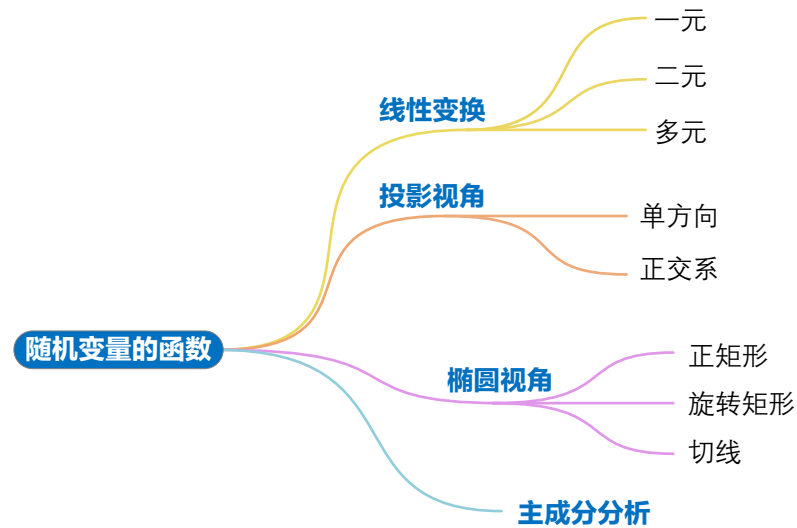 随机变量的函数
线性变换
一元
二元
多元
投影视角
单方向
正交系
椭圆视角
正矩形
旋转矩形
切线
主成分分析